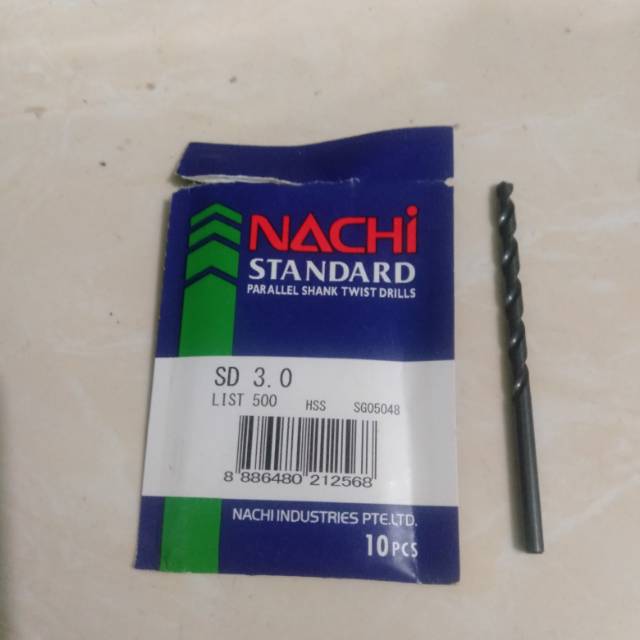 NACHi
STANDARD
PARALLEL SHANK TWIST DRILLS
SD 3.0
LIST 500 HSS SG05048
8 886480 212568
NACHI INDUSTRIES PTE.LTD.
10 PCS